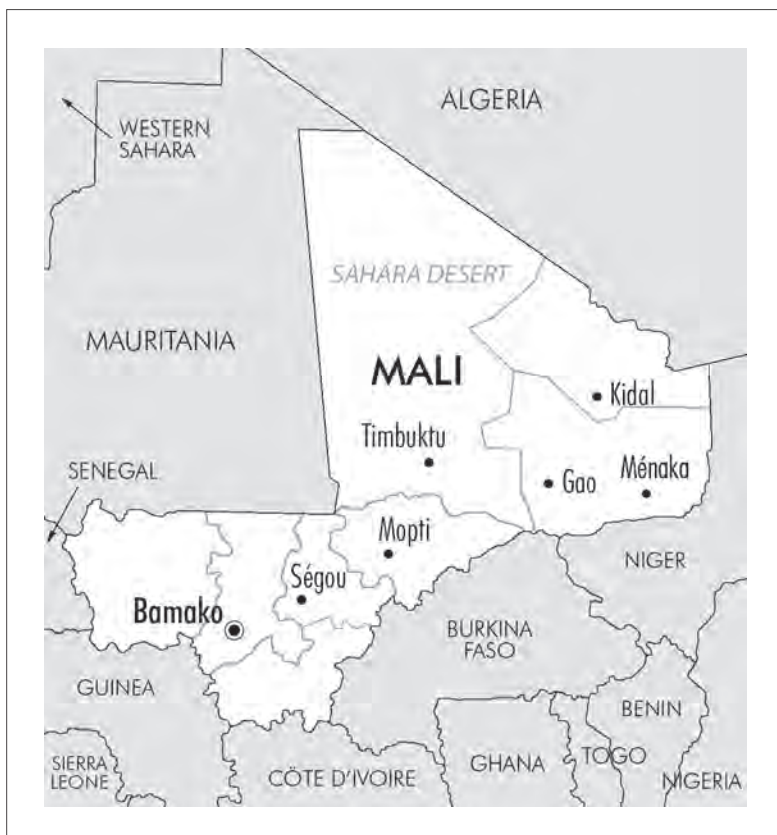 ALGERIA
WESTERN
SAHARA
SAHARA DESERT
MAURITANIA
MALI
Kidal
Timbuktu
SENEGAL
Gao
Ménaka
Mopti
NIGER
Ségou
Bamako
BURKINA
FASO
GUINEA
BENIN
SIERRA
LEONE
CÖTE D'IVOIRE
GHANA
TOGO
NIGERIA